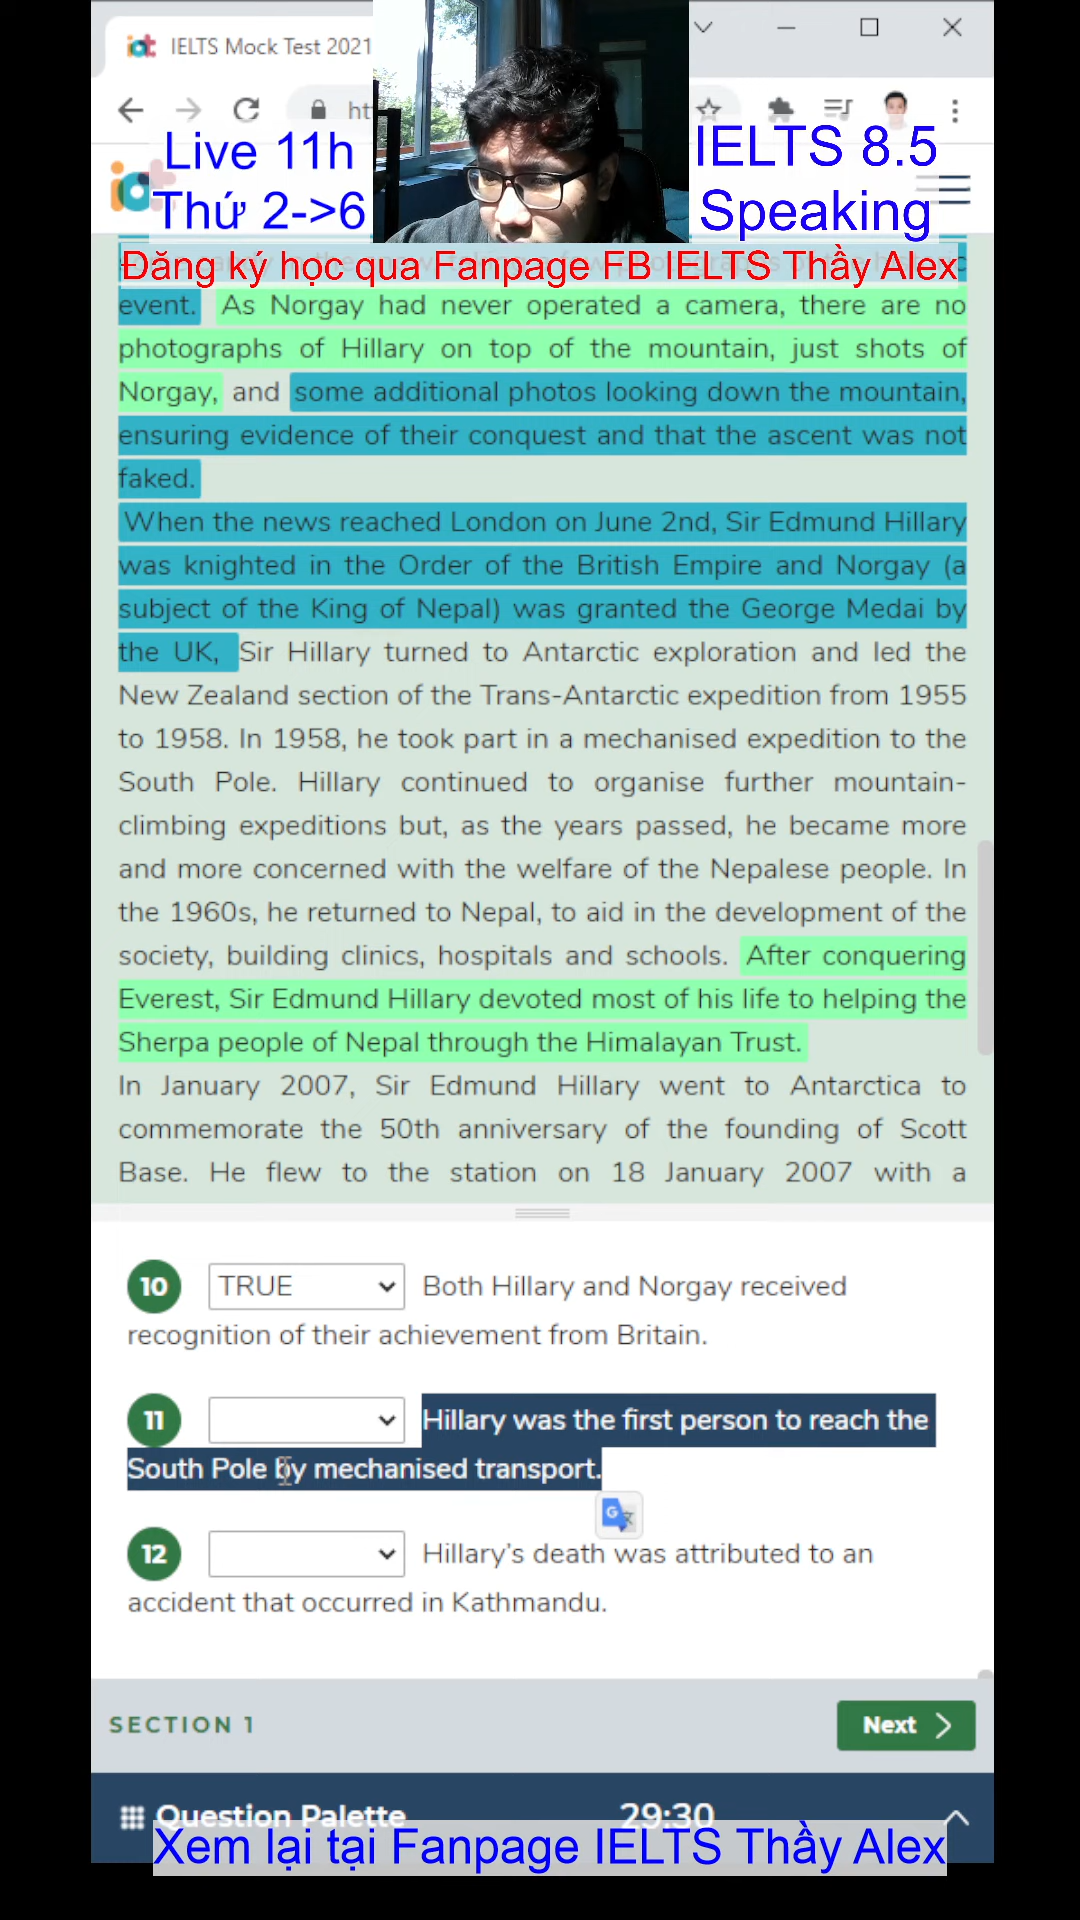 IELTS Mock Test 2021
Live 11h
Thứ 2->6
IELTS 8.5
Speaking
Đăng ký học qua Fanpage FB IELTS Thầy Alex
event. As Norgay had never operated a camera, there are no
photographs of Hillary on top of the mountain, just shots of
Norgay, and some additional photos looking down the mountain,
ensuring evidence of their conquest and that the ascent was not
faked.
When the news reached London on June 2nd, Sir Edmund Hillary
was knighted in the Order of the British Empire and Norgay (a
subject of the King of Nepal) was granted the George Medai by
the UK, Sir Hillary turned to Antarctic exploration and led the
New Zealand section of the Trans-Antarctic expedition from 1955
to 1958. In 1958, he took part in a mechanised expedition to the
South Pole. Hillary continued to organise further mountain-
climbing expeditions but, as the years passed, he became more
and more concerned with the welfare of the Nepalese people. In
the 1960s, he returned to Nepal, to aid in the development of the
society, building clinics, hospitals and schools. After conquering
Everest, Sir Edmund Hillary devoted most of his life to helping the
Sherpa people of Nepal through the Himalayan Trust.
In January 2007, Sir Edmund Hillary went to Antarctica to
commemorate the 50th anniversary of the founding of Scott
Base. He flew to the station on 18 January 2007 with a
10 TRUE Both Hillary and Norgay received
recognition of their achievement from Britain.
11 Hillary was the first person to reach the
South Pole by mechanised transport.
12 Hillary's death was attributed to an
accident that occurred in Kathmandu.
SECTION 1
Next
Question Palette 29:30
Xem lại tại Fanpage IELTS Thầy Alex